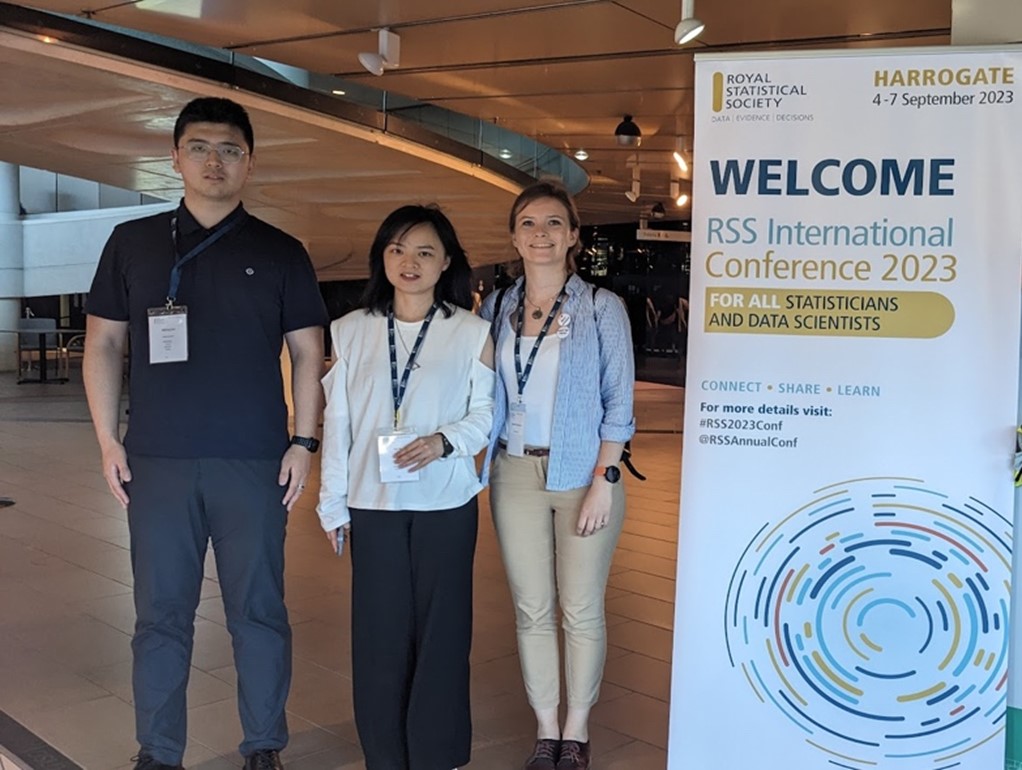 ROYAL
STATISTICAL
SOCIETY
DATA | EVIDENCE | DECISIONS
HARROGATE
4-7 September 2023
WELCOME
RSS International
Conference 2023
FOR ALL STATISTICIANS
AND DATA SCIENTISTS
CONNECT • SHARE • LEARN
For more details visit:
#RSS2023Conf
@RSSAnnualConf